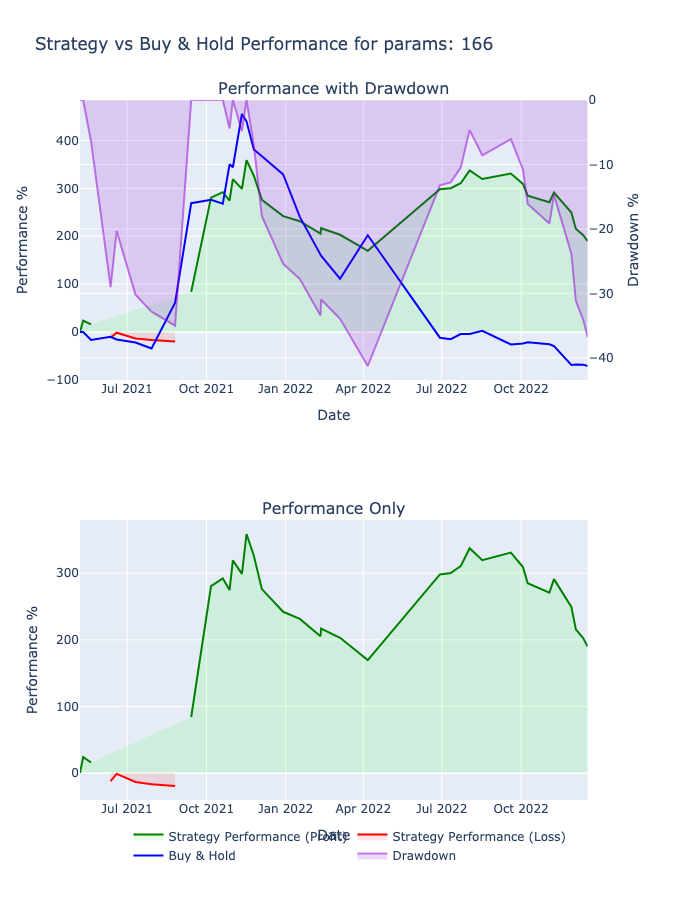 Strategy vs Buy & Hold Performance for params: 166
Performance with Drawdown
Performance %
400
300
200
100
0
−100
0
−10
−20
−30
−40
Drawdown %
Jul 2021 Oct 2021 Jan 2022 Apr 2022 Jul 2022 Oct 2022
Date
Performance Only
Performance %
300
200
100
0
Jul 2021 Oct 2021 Jan 2022 Apr 2022 Jul 2022 Oct 2022
Date
Strategy Performance (Profit) Strategy Performance (Loss)
Buy & Hold Drawdown